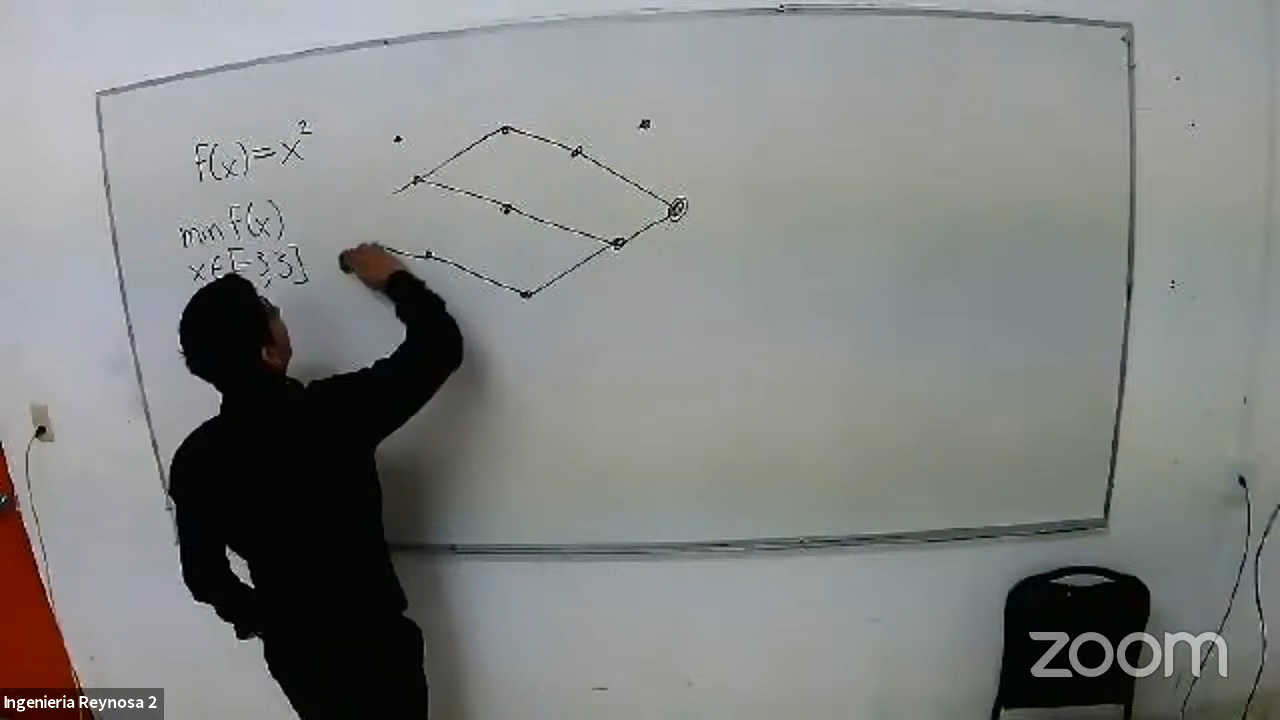 f(x)=x²
min f(x)
x∈[-3,3]
zoom
Ingenieria Reynosa 2